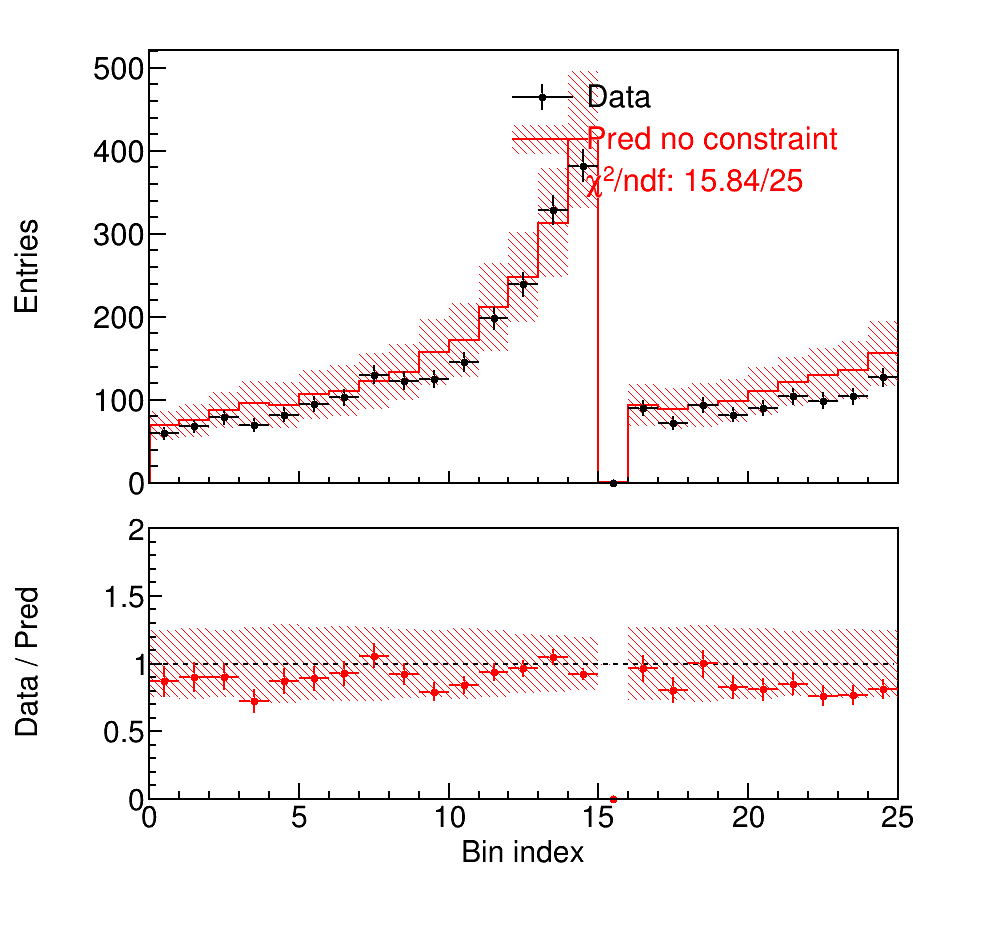 500
400
300
200
100
0
Entries
Data
Pred no constraint
χ²/ndf: 15.84/25
2
1.5
1
0.5
0
Data / Pred
0 5 10 15 20 25
Bin index